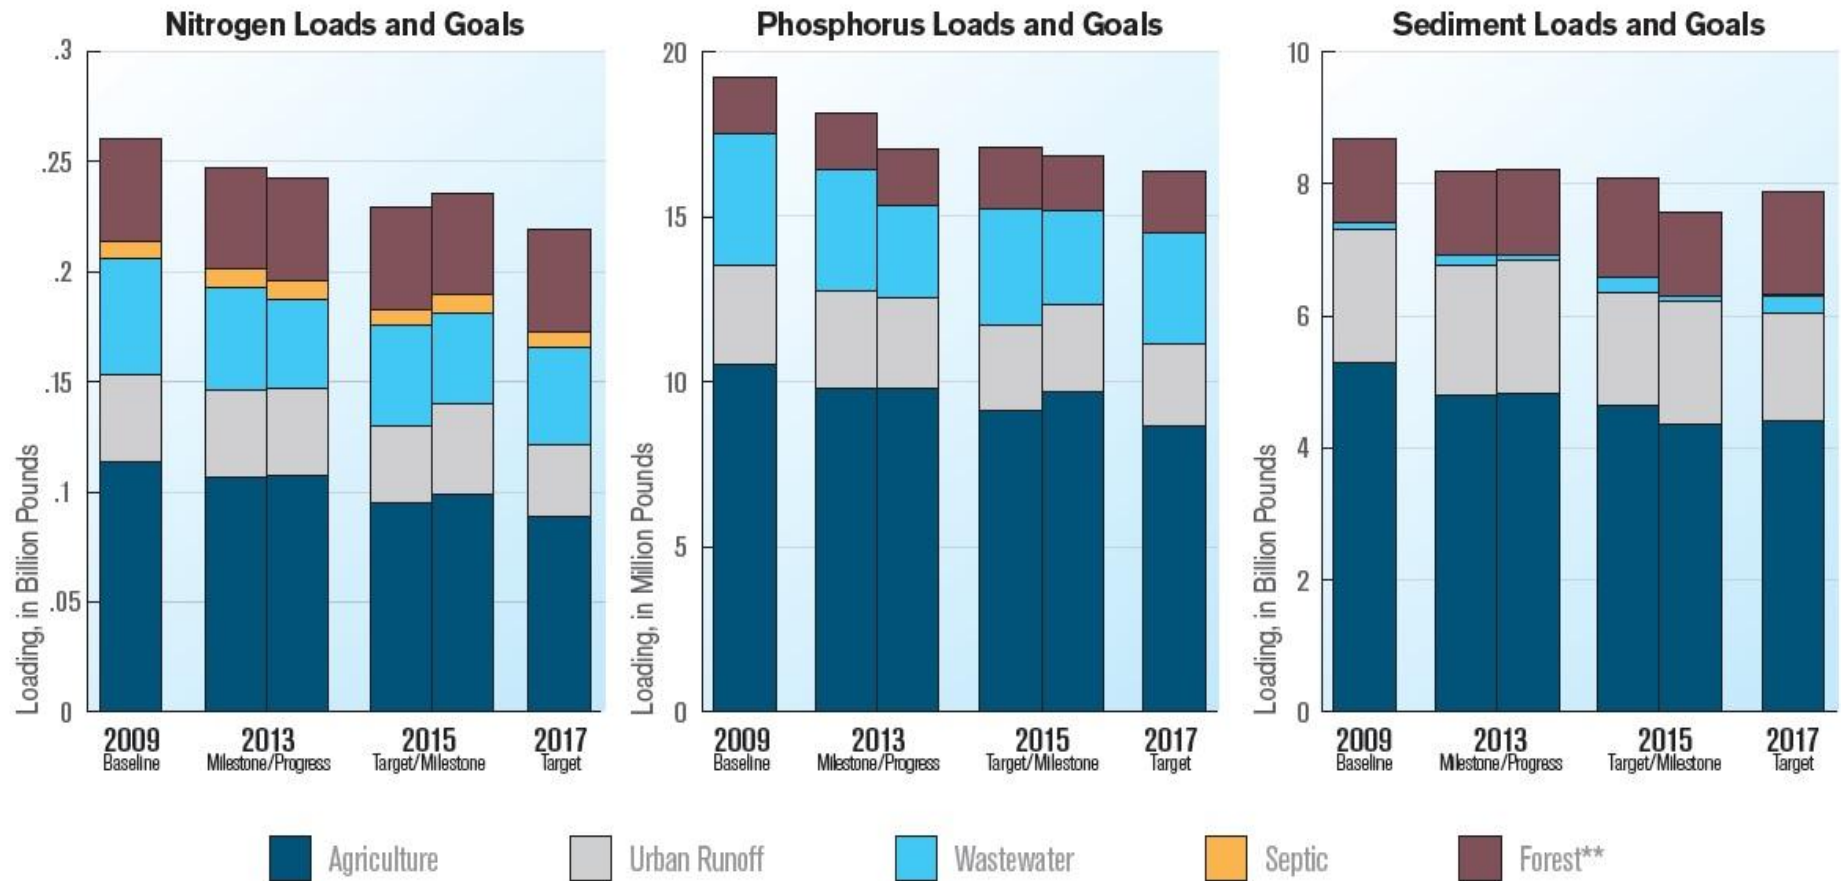 Nitrogen Loads and Goals
.3
.25
.2
.15
.1
.05
0
Loading, in Billion Pounds
2009
Baseline
2013
Milestone/Progress
2015
Target/Milestone
2017
Target
Phosphorus Loads and Goals
20
15
10
5
0
Loading, in Million Pounds
2009
Baseline
2013
Milestone/Progress
2015
Target/Milestone
2017
Target
Sediment Loads and Goals
10
8
6
4
2
0
Loading, in Billion Pounds
2009
Baseline
2013
Milestone/Progress
2015
Target/Milestone
2017
Target
Agriculture
Urban Runoff
Wastewater
Septic
Forest**